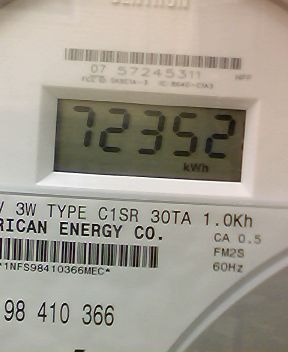 CENTRON
07 57245311
72352
kWh
V 3W TYPE C1SR 30TA 1.0Kh
RICAN ENERGY CO.
CA 0.5
FM2S
60Hz
*1NFS98410366MEC*
98 410 366